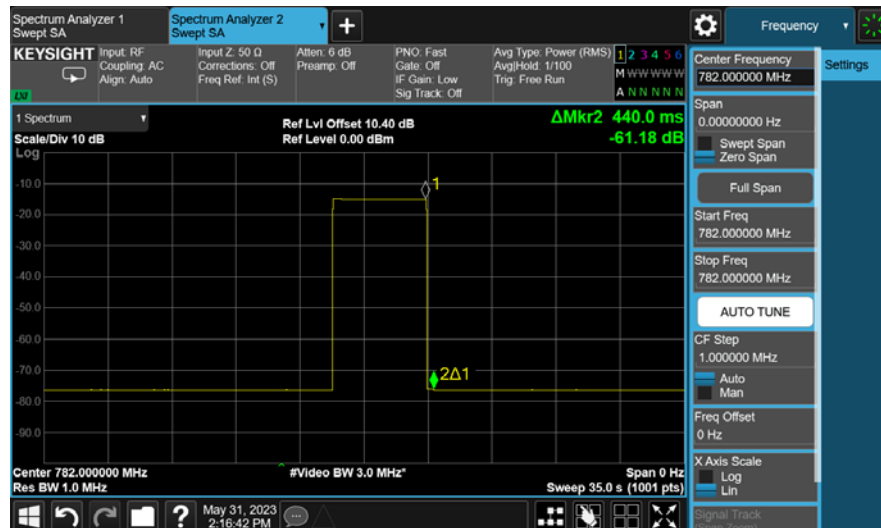 Spectrum Analyzer 1
Swept SA
Spectrum Analyzer 2
Swept SA
Frequency
KEYSIGHT
Input: RF
Coupling: AC
Align: Auto
Input Z: 50 Ω
Corrections: Off
Freq Ref: Int (S)
Atten: 6 dB
Preamp: Off
PNO: Fast
Gate: Off
IF Gain: Low
Sig Track: Off
Avg Type: Power (RMS)
Avg|Hold: 1/100
Trig: Free Run
1 2 3 4 5 6
M W W W W W
A N N N N N
LXI
1 Spectrum
Scale/Div 10 dB
Log
Ref Lvl Offset 10.40 dB
Ref Level 0.00 dBm
ΔMkr2 440.0 ms
-61.18 dB
-10.0
-20.0
-30.0
-40.0
-50.0
-60.0
-70.0
-80.0
-90.0
1
2Δ1
Center 782.000000 MHz
Res BW 1.0 MHz
#Video BW 3.0 MHz*
Span 0 Hz
Sweep 35.0 s (1001 pts)
May 31, 2023
2:16:42 PM
Center Frequency
782.000000 MHz
Settings
Span
0.00000000 Hz
Swept Span
Zero Span
Full Span
Start Freq
782.000000 MHz
Stop Freq
782.000000 MHz
AUTO TUNE
CF Step
1.000000 MHz
Auto
Man
Freq Offset
0 Hz
X Axis Scale
Log
Lin
Signal Track